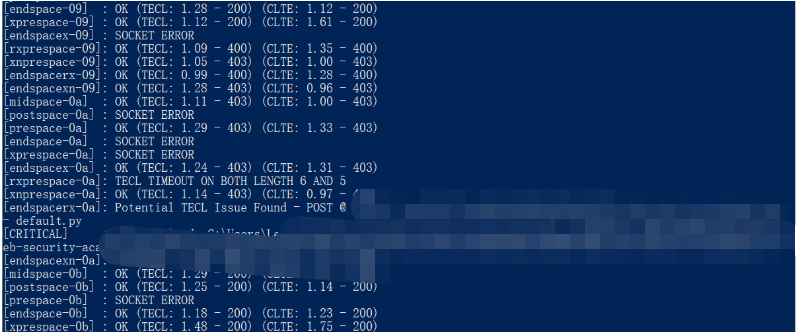 [endspace-09] : OK (TECL: 1.28 - 200) (CLTE: 1.12 - 200)
[xprespace-09] : OK (TECL: 1.12 - 200) (CLTE: 1.61 - 200)
[endspacex-09] : SOCKET ERROR
[rxprespace-09]: OK (TECL: 1.09 - 400) (CLTE: 1.35 - 400)
[xnprespace-09]: OK (TECL: 1.05 - 403) (CLTE: 1.00 - 403)
[endspacerx-09]: OK (TECL: 0.99 - 400) (CLTE: 1.28 - 400)
[endspacexn-09]: OK (TECL: 1.28 - 403) (CLTE: 0.96 - 403)
[midspace-0a] : OK (TECL: 1.11 - 403) (CLTE: 1.00 - 403)
[postspace-0a] : SOCKET ERROR
[prespace-0a] : OK (TECL: 1.29 - 403) (CLTE: 1.33 - 403)
[endspace-0a] : SOCKET ERROR
[xprespace-0a] : SOCKET ERROR
[endspacex-0a] : OK (TECL: 1.24 - 403) (CLTE: 1.31 - 403)
[rxprespace-0a]: TECL TIMEOUT ON BOTH LENGTH 6 AND 5
[xnprespace-0a]: OK (TECL: 1.14 - 403) (CLTE: 0.97 -
[endspacerx-0a]: Potential TECL Issue Found - POST @
- default.py
[CRITICAL]
eb-security-aca
[endspacexn-0a]:
[midspace-0b] : OK (TECL: 1.29 - 200)
[postspace-0b] : OK (TECL: 1.25 - 200) (CLTE: 1.14 - 200)
[prespace-0b] : SOCKET ERROR
[endspace-0b] : OK (TECL: 1.18 - 200) (CLTE: 1.23 - 200)
[xprespace-0b] : OK (TECL: 1.48 - 200) (CLTE: 1.75 - 200)